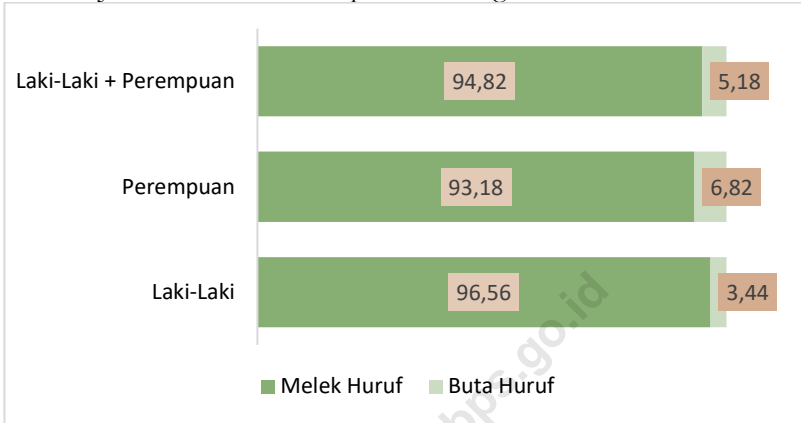 Laki-Laki + Perempuan 94,82 5,18
Perempuan 93,18 6,82
Laki-Laki 96,56 3,44
Melek Huruf Buta Huruf
bps.go.id